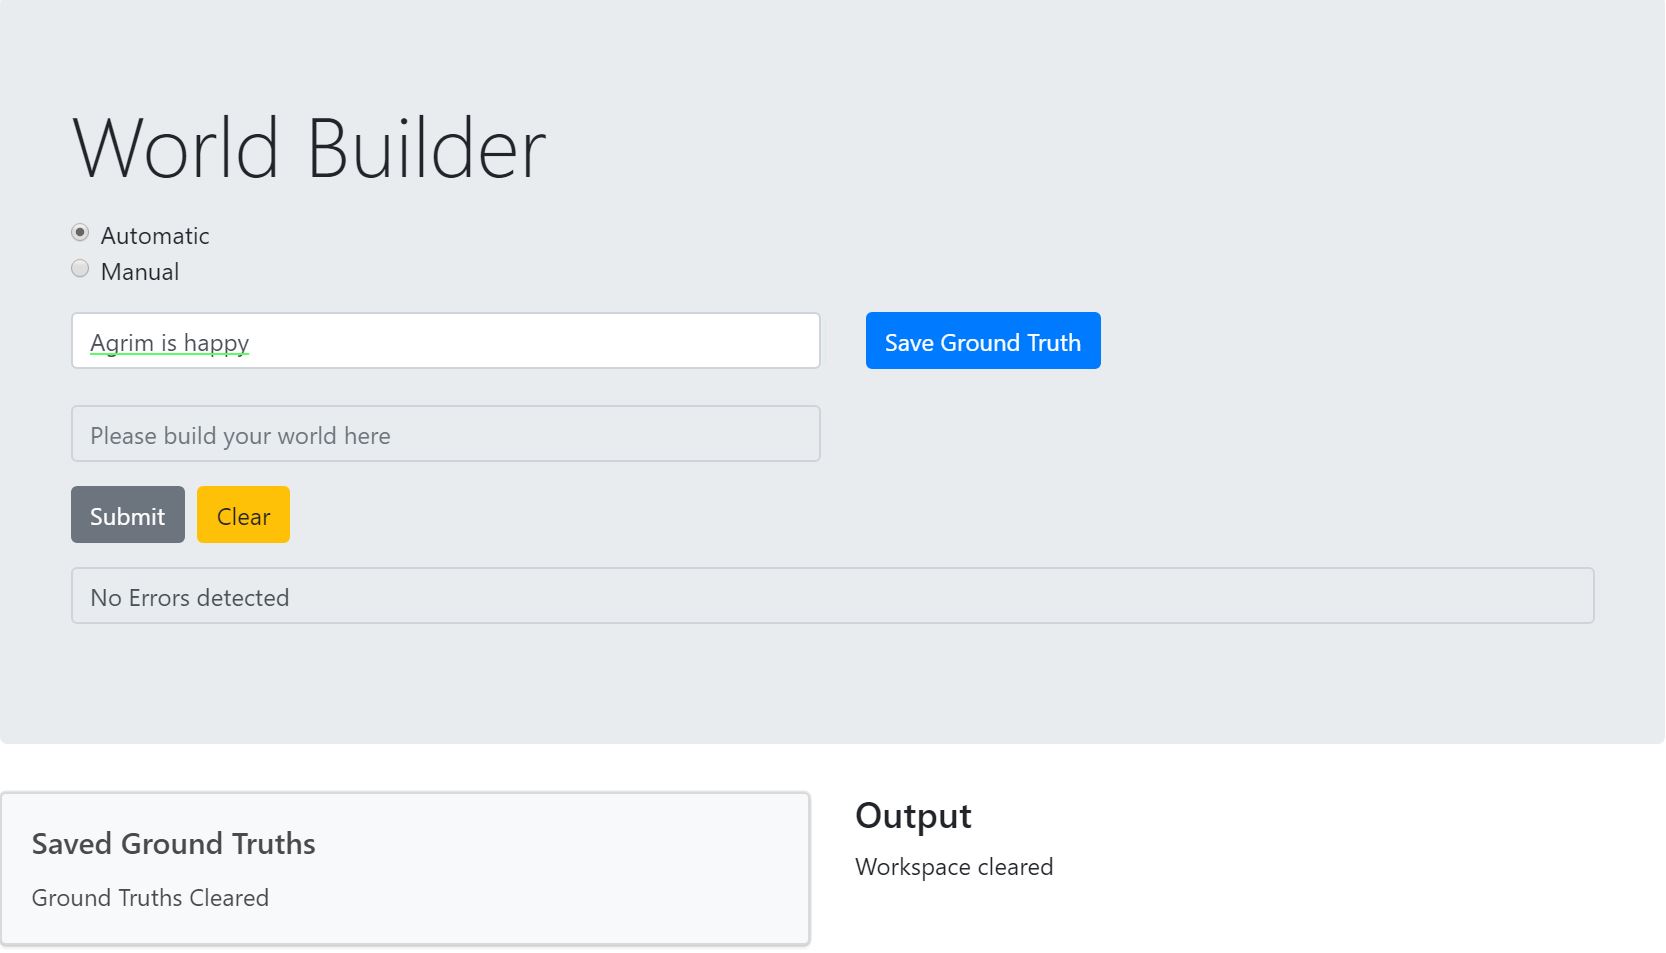 World Builder
Automatic
Manual
Agrim is happy
Save Ground Truth
Please build your world here
Submit
Clear
No Errors detected
Saved Ground Truths
Ground Truths Cleared
Output
Workspace cleared